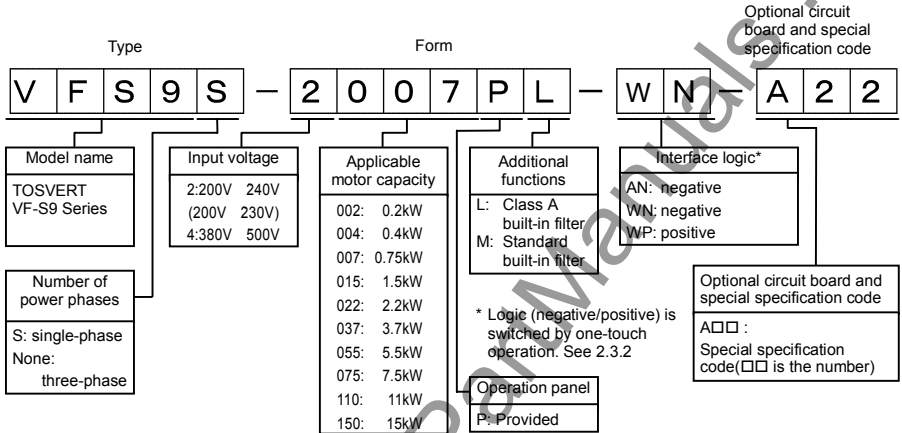 Optional circuit
board and special
specification code
Type
Form
V F S 9 S – 2 0 0 7 P L – W N – A 2 2
Model name
TOSVERT
VF-S9 Series
Number of
power phases
S: single-phase
None:
three-phase
Input voltage
2:200V 240V
(200V 230V)
4:380V 500V
Applicable
motor capacity
002: 0.2kW
004: 0.4kW
007: 0.75kW
015: 1.5kW
022: 2.2kW
037: 3.7kW
055: 5.5kW
075: 7.5kW
110: 11kW
150: 15kW
Additional
functions
L: Class A
built-in filter
M: Standard
built-in filter
* Logic (negative/positive) is
switched by one-touch
operation. See 2.3.2
Operation panel
P: Provided
Interface logic*
AN: negative
WN: negative
WP: positive
Optional circuit board and
special specification code
A□□ :
Special specification
code(□□ is the number)
PartManuals